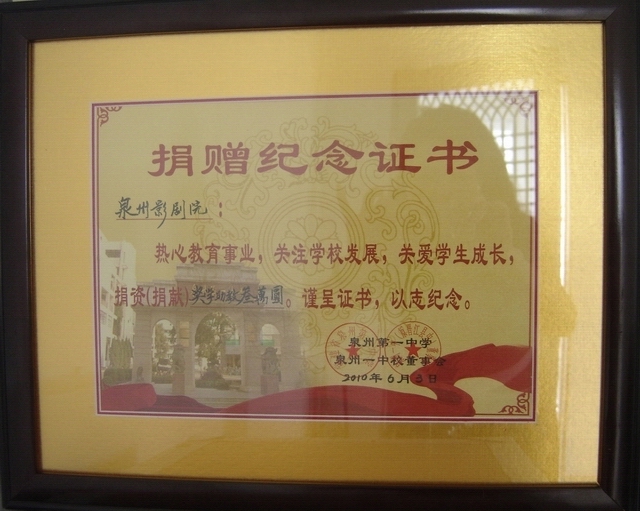 捐赠纪念证书
泉州影剧院：
热心教育事业，关注学校发展，关爱学生成长，
捐资(捐献)奖学助教基萬圆。谨呈证书，以志纪念。
泉州第一中学
泉州一中校董事会
2010年6月3日